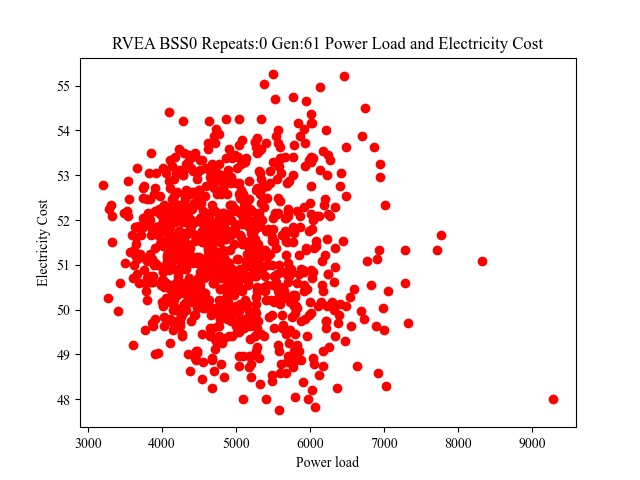 RVEA BSS0 Repeats:0 Gen:61 Power Load and Electricity Cost
55
54
53
52
51
50
49
48
Electricity Cost
3000 4000 5000 6000 7000 8000 9000
Power load